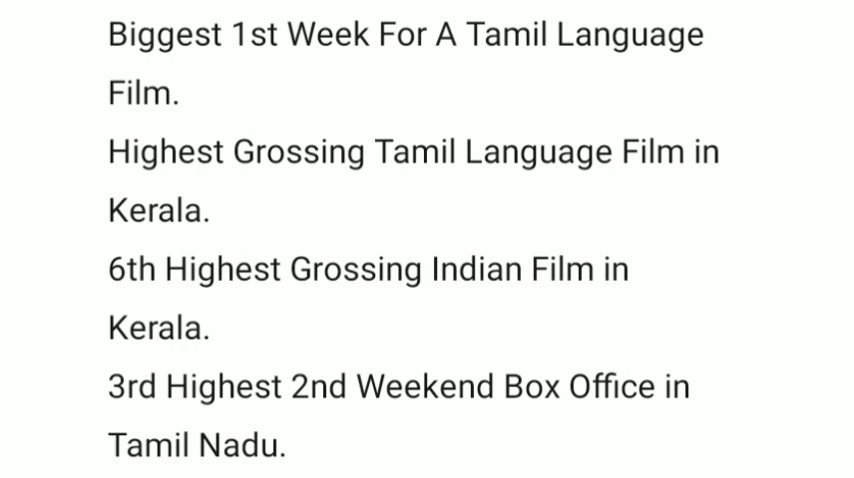 Biggest 1st Week For A Tamil Language
Film.
Highest Grossing Tamil Language Film in
Kerala.
6th Highest Grossing Indian Film in
Kerala.
3rd Highest 2nd Weekend Box Office in
Tamil Nadu.